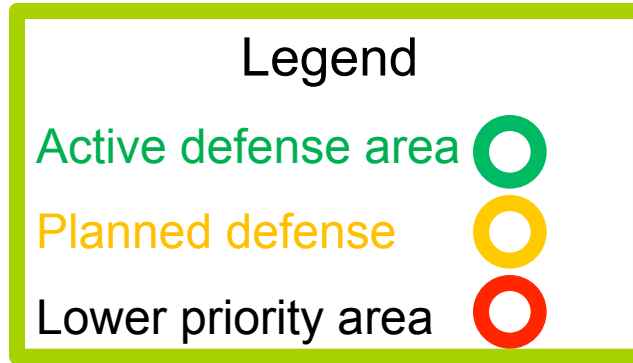 Legend
Active defense area
Planned defense
Lower priority area